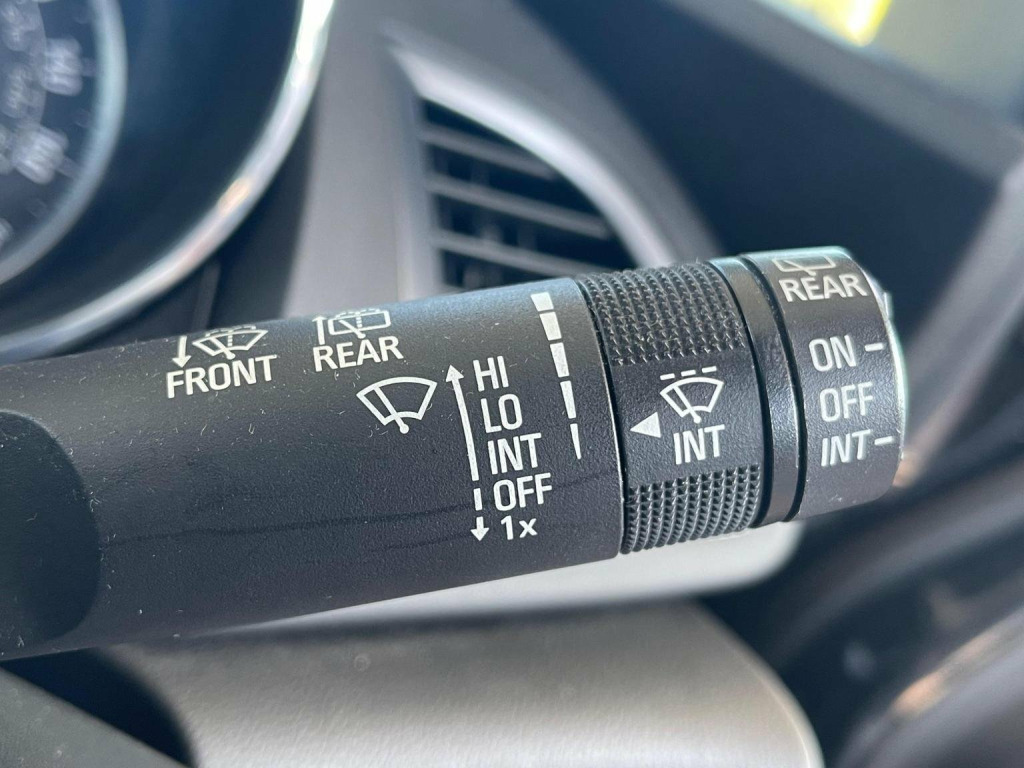 FRONT
REAR
HI
LO
INT
OFF
1x
INT
REAR
ON
OFF
INT